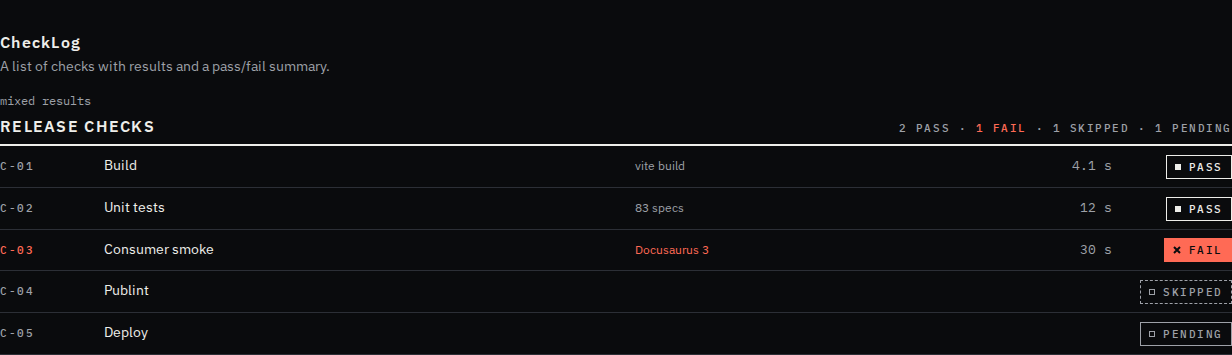 CheckLog
A list of checks with results and a pass/fail summary.
mixed results
RELEASE CHECKS 2 PASS · 1 FAIL · 1 SKIPPED · 1 PENDING
C-01 Build vite build 4.1 s PASS
C-02 Unit tests 83 specs 12 s PASS
C-03 Consumer smoke Docusaurus 3 30 s × FAIL
C-04 Publint SKIPPED
C-05 Deploy PENDING